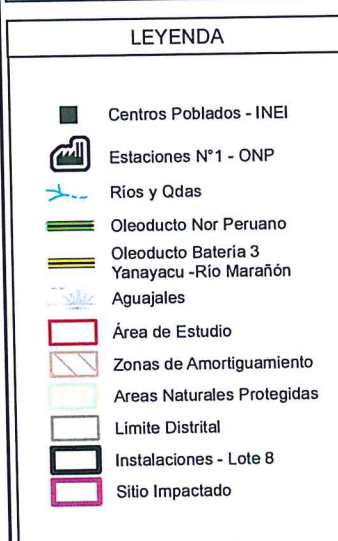 LEYENDA
Centros Poblados - INEI
Estaciones N°1 - ONP
Ríos y Qdas
Oleoducto Nor Peruano
Oleoducto Batería 3
Yanayacu -Río Marañón
Aguajales
Área de Estudio
Zonas de Amortiguamiento
Areas Naturales Protegidas
Limite Distrital
Instalaciones - Lote 8
Sitio Impactado